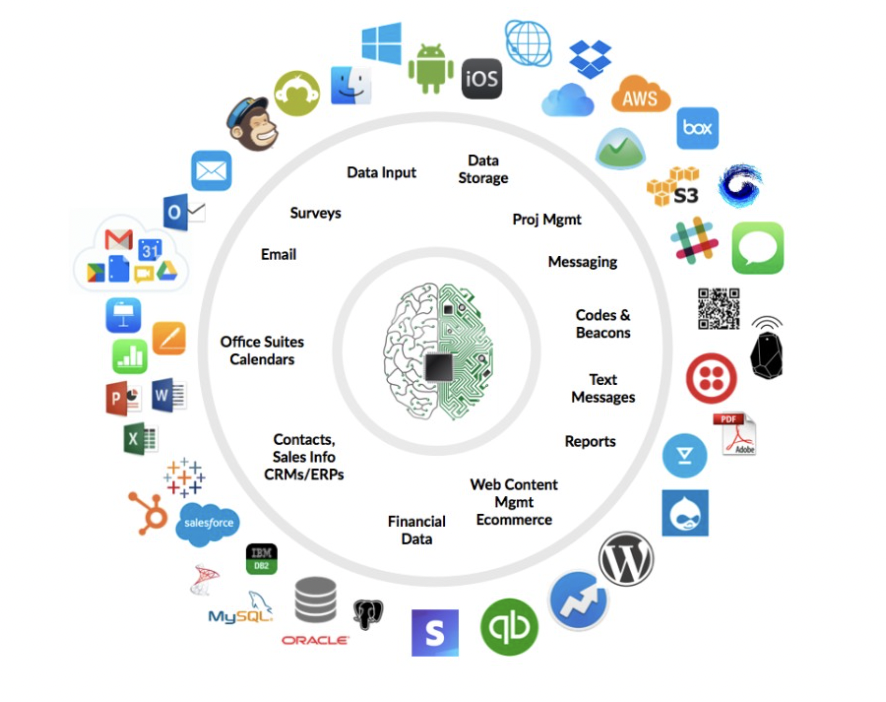 iOS
AWS
box
Data Input
Data
Storage
S3
Surveys
Proj Mgmt
O
31
Email
Messaging
Codes &
Beacons
Office Suites
Calendars
Text
Messages
P
W
PDF
Adobe
X
Contacts,
Sales Info
CRMs/ERPs
Reports
Web Content
Mgmt
Ecommerce
salesforce
Financial
Data
IBM
DB2
W
MySQL
ORACLE
S
qb